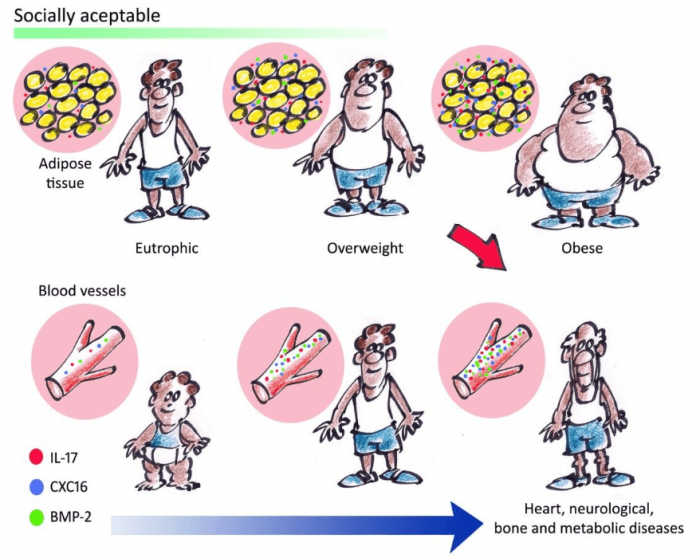 Socially aceptable
Adipose
tissue
Eutrophic
Overweight
Obese
Blood vessels
IL-17
CXC16
BMP-2
Heart, neurological,
bone and metabolic diseases